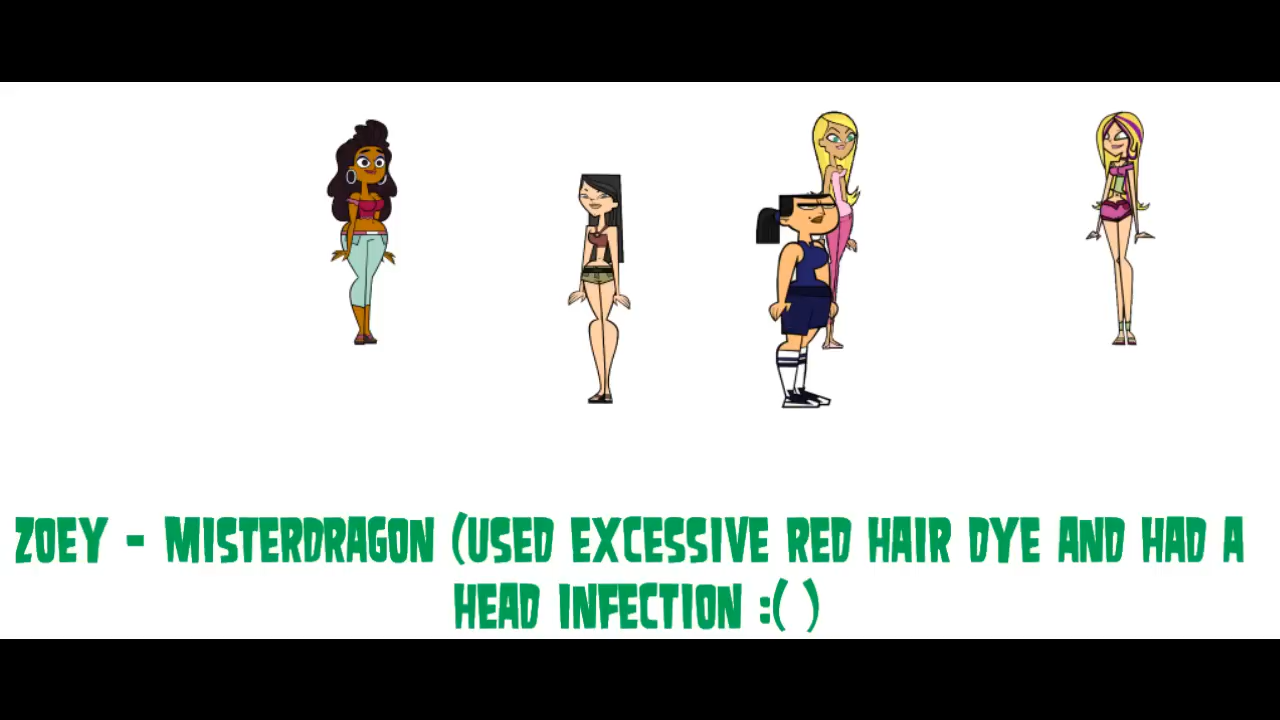 ZOEY - MISTERDRAGON (USED EXCESSIVE RED HAIR DYE AND HAD A
HEAD INFECTION :( )